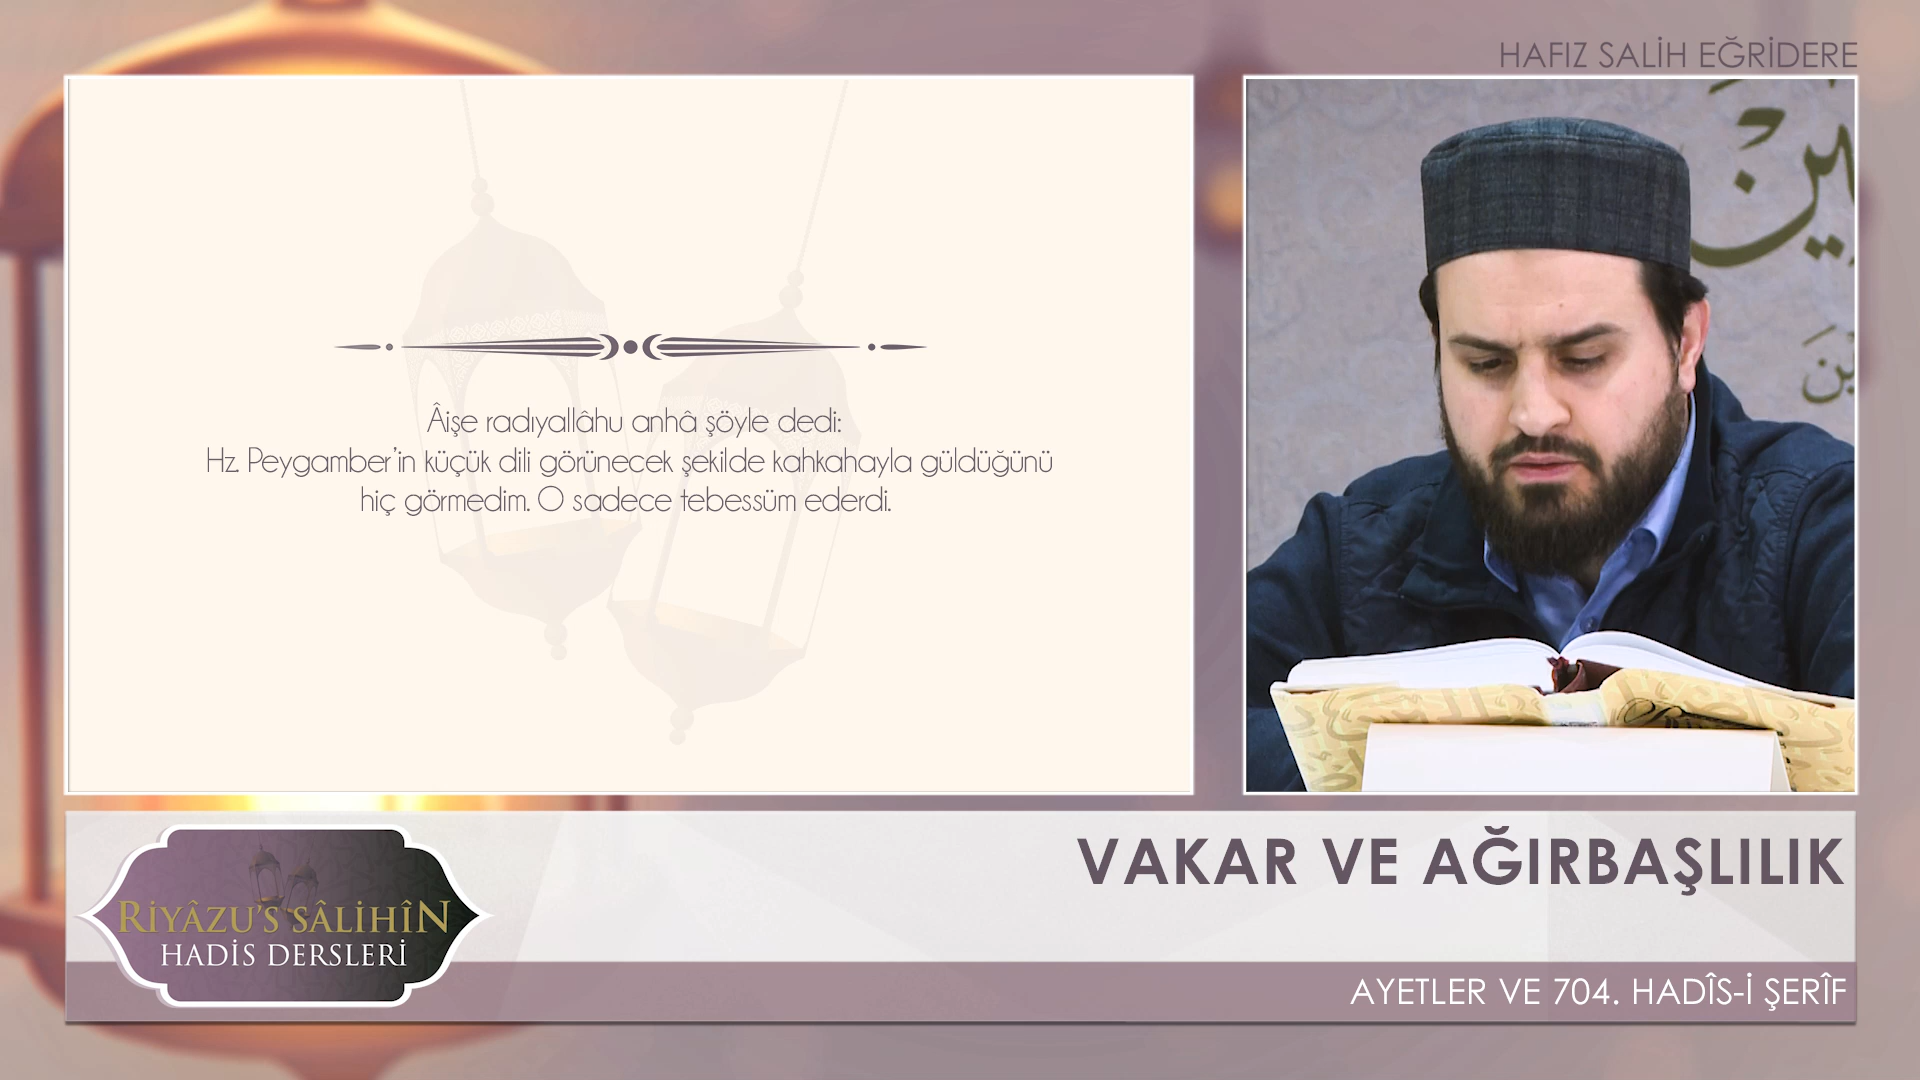 HAFIZ SALİH EĞRİDERE
Âişe radıyallâhu anhâ şöyle dedi:
Hz. Peygamber'in küçük dili görünecek şekilde kahkahayla güldüğünü
hiç görmedim. O sadece tebessüm ederdi.
VAKAR VE AĞIRBAŞLILIK
RİYÂZU'S SÂLİHÎN
HADİS DERSLERİ
AYETLER VE 704. HADÎS-İ ŞERÎF